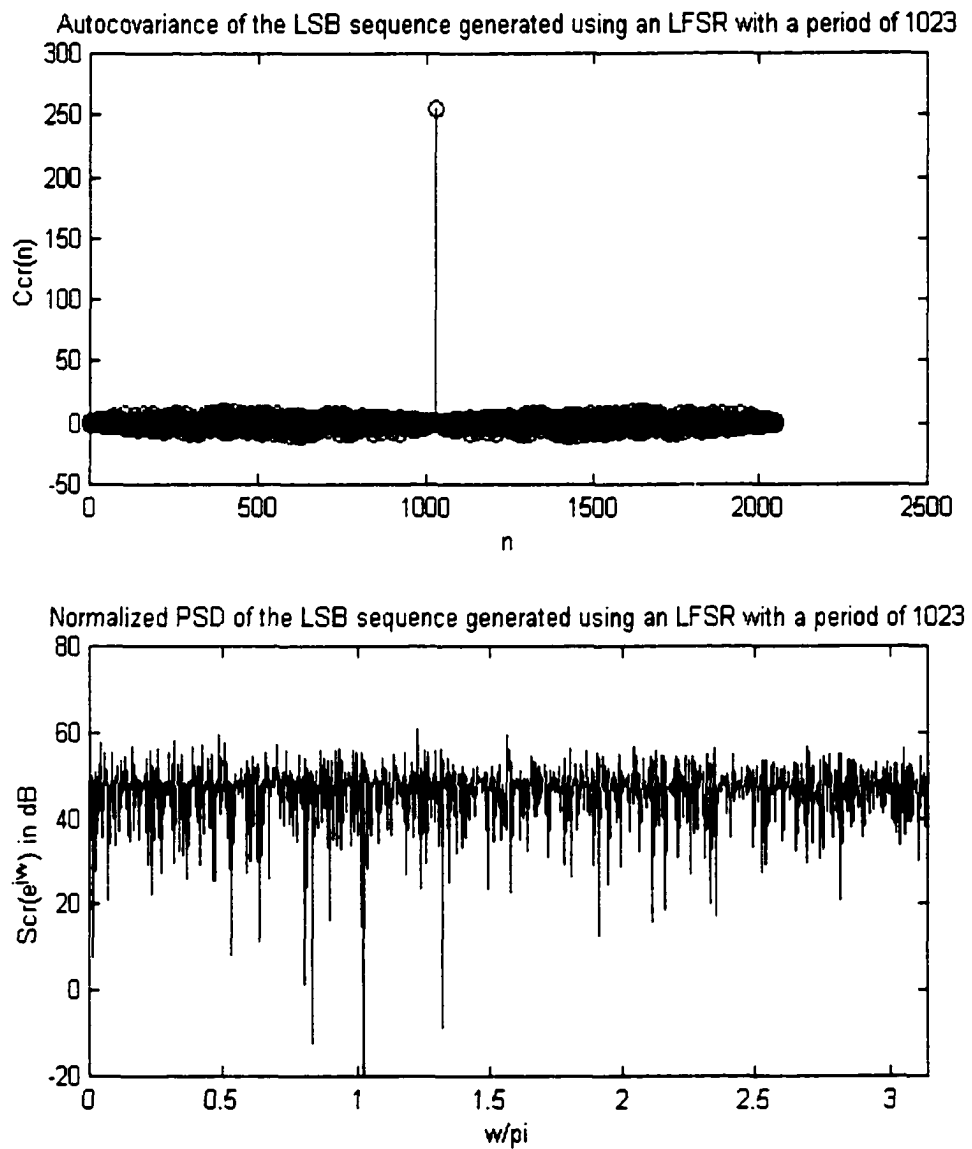 Autocovariance of the LSB sequence generated using an LFSR with a period of 1023
300
250
200
150
100
50
0
-50
Ccr(n)
0 500 1000 1500 2000 2500
n
Normalized PSD of the LSB sequence generated using an LFSR with a period of 1023
80
60
40
20
0
-20
Scr(e^jw) in dB
0 0.5 1 1.5 2 2.5 3
w/pi